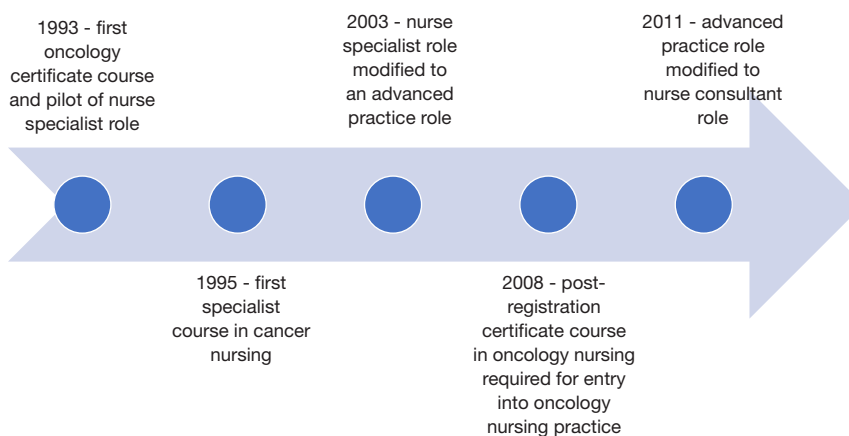 1993 - first
oncology
certificate course
and pilot of nurse
specialist role
1995 - first
specialist
course in cancer
nursing
2003 - nurse
specialist role
modified to
an advanced
practice role
2008 - post-
registration
certificate course
in oncology nursing
required for entry
into oncology
nursing practice
2011 - advanced
practice role
modified to
nurse consultant
role